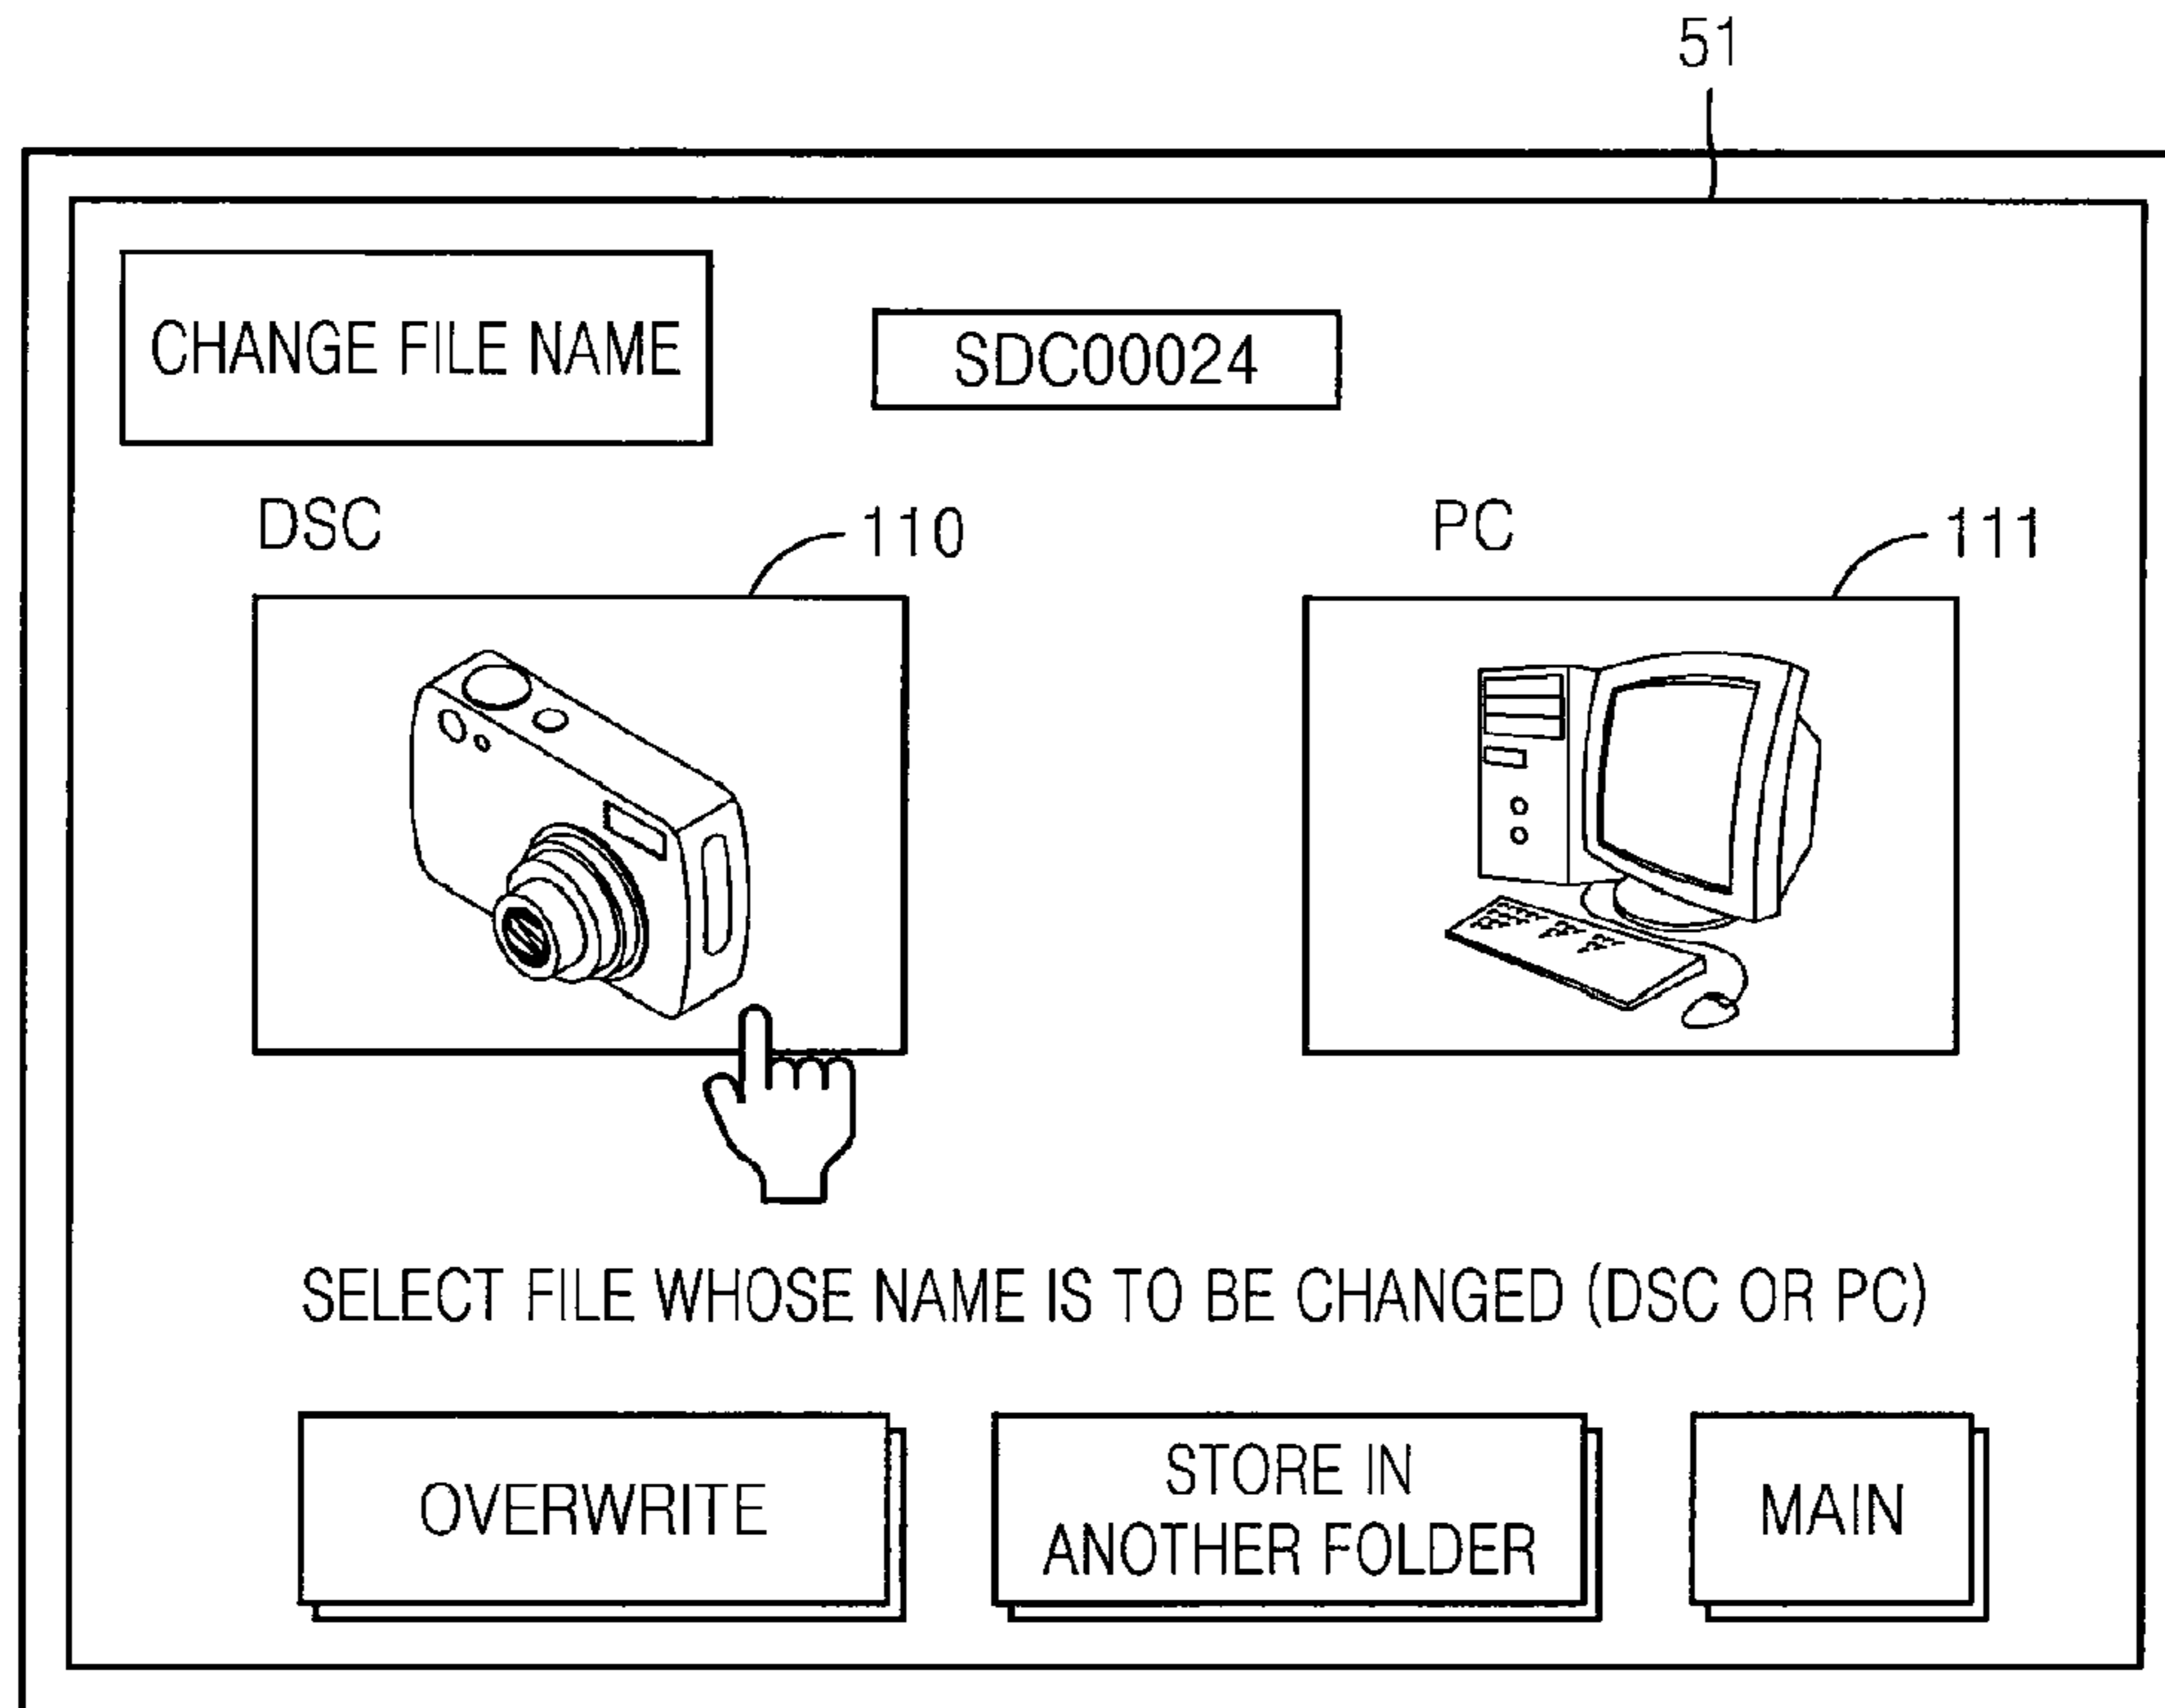 51
CHANGE FILE NAME
SDC00024
DSC
110
PC
111
SELECT FILE WHOSE NAME IS TO BE CHANGED (DSC OR PC)
OVERWRITE
STORE IN
ANOTHER FOLDER
MAIN